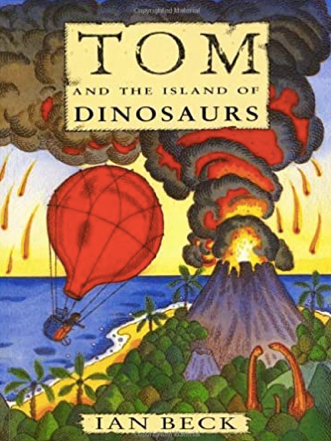 TOM
AND THE ISLAND OF
DINOSAURS
IAN BECK